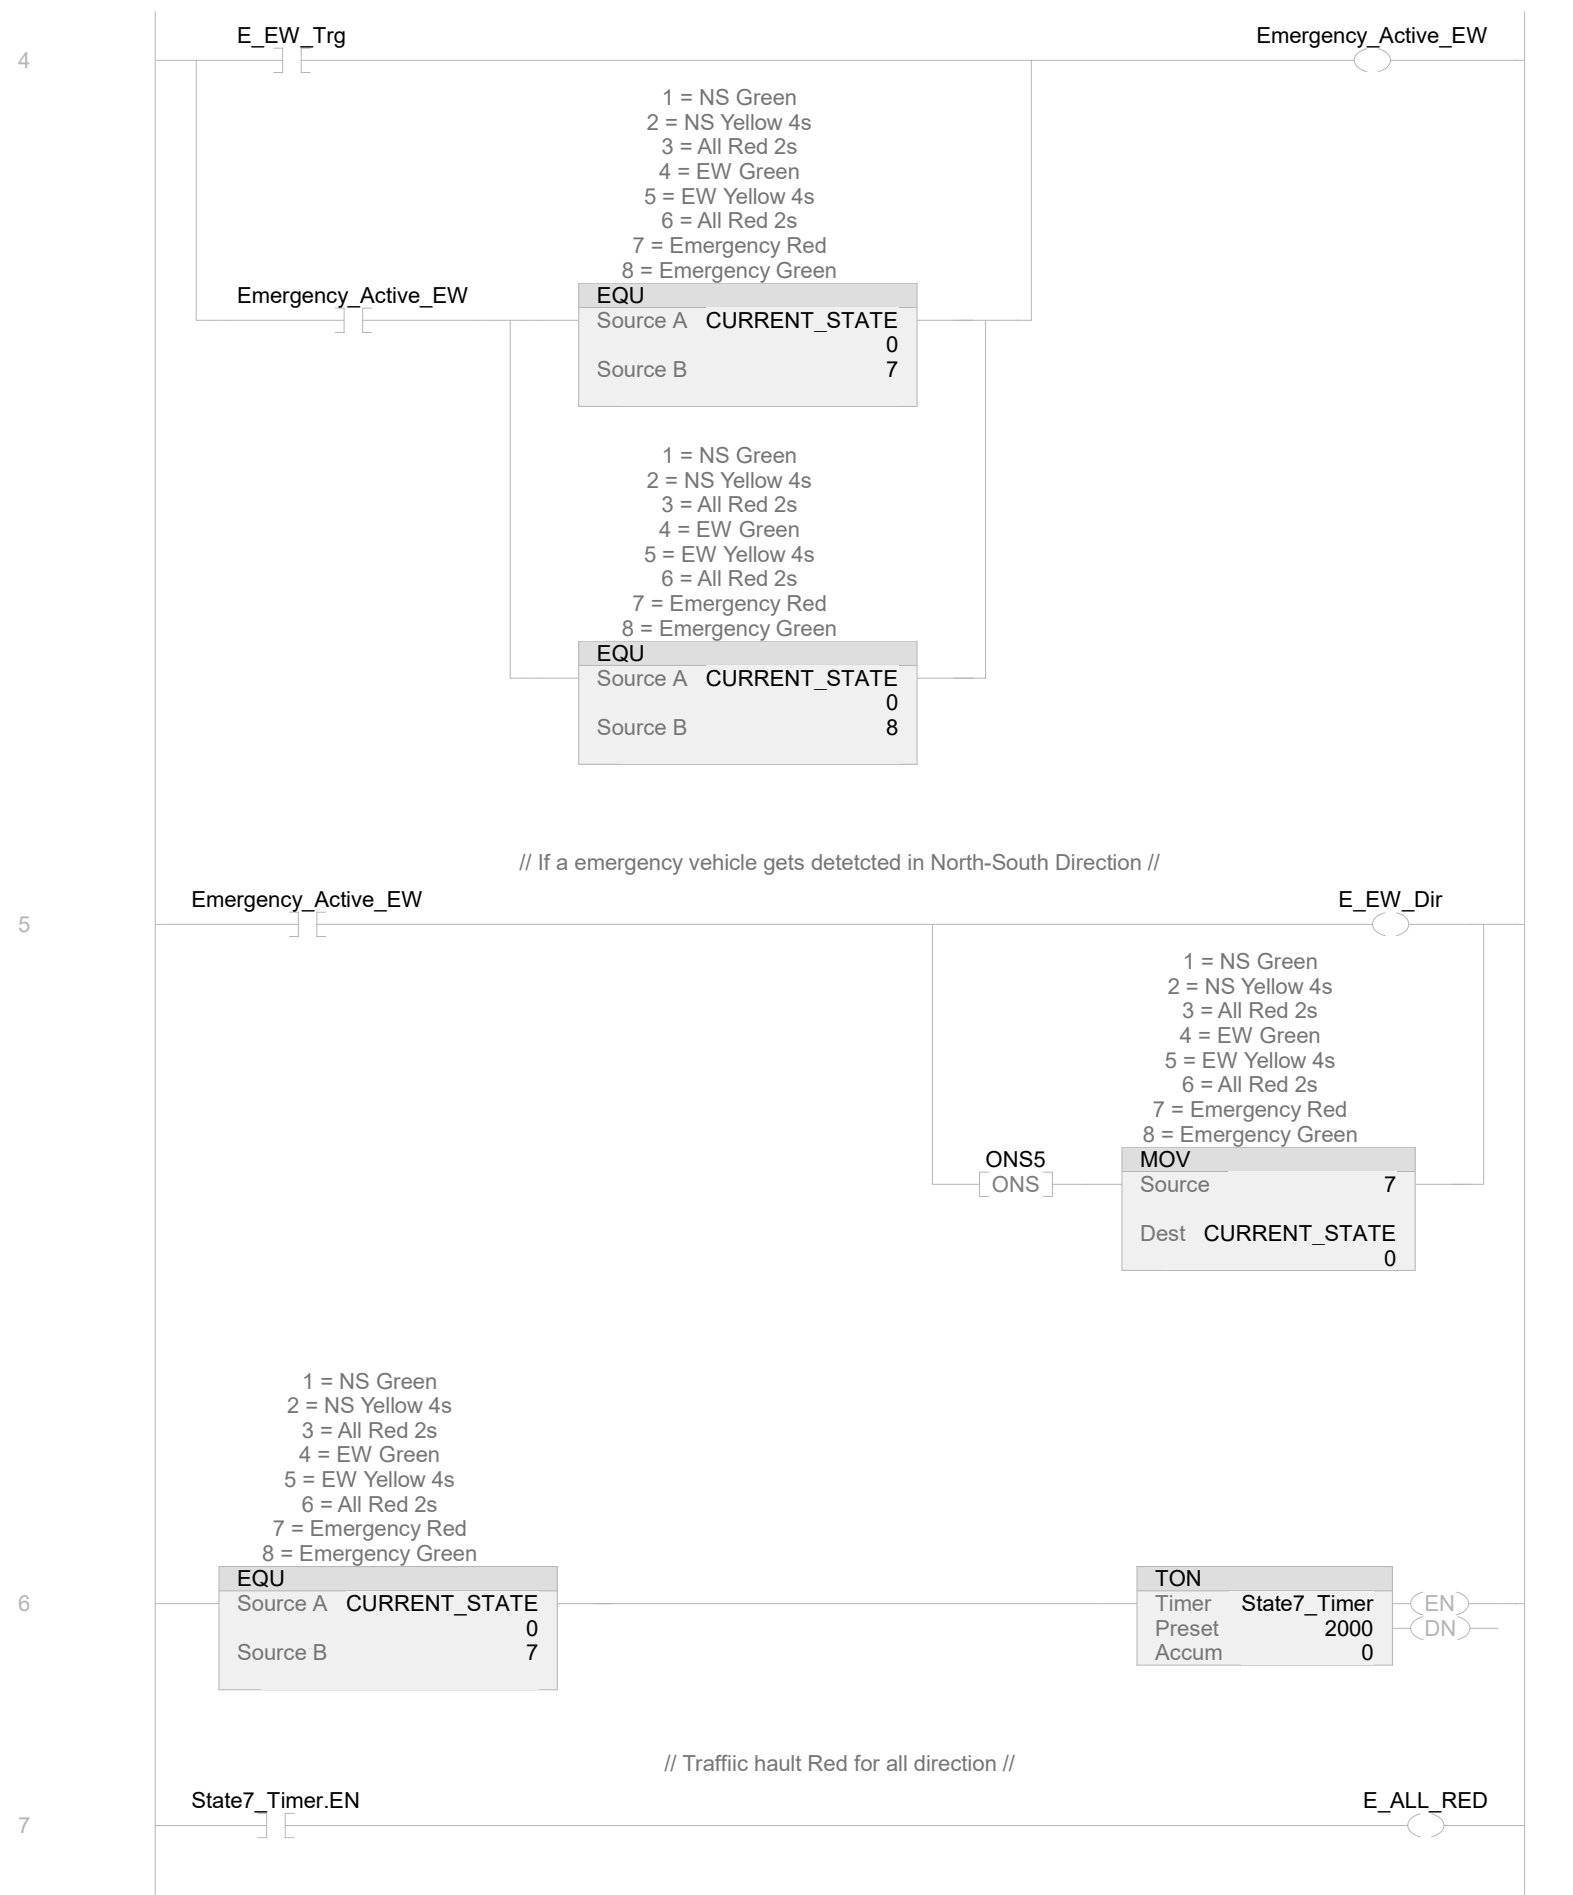 E_EW_Trg
Emergency_Active_EW
4
1 = NS Green
2 = NS Yellow 4s
3 = All Red 2s
4 = EW Green
5 = EW Yellow 4s
6 = All Red 2s
7 = Emergency Red
8 = Emergency Green
Emergency_Active_EW
EQU
Source A CURRENT_STATE
0
Source B 7
1 = NS Green
2 = NS Yellow 4s
3 = All Red 2s
4 = EW Green
5 = EW Yellow 4s
6 = All Red 2s
7 = Emergency Red
8 = Emergency Green
EQU
Source A CURRENT_STATE
0
Source B 8
// If a emergency vehicle gets detetcted in North-South Direction //
Emergency_Active_EW
E_EW_Dir
5
1 = NS Green
2 = NS Yellow 4s
3 = All Red 2s
4 = EW Green
5 = EW Yellow 4s
6 = All Red 2s
7 = Emergency Red
8 = Emergency Green
ONS5
ONS
MOV
Source 7
Dest CURRENT_STATE
0
1 = NS Green
2 = NS Yellow 4s
3 = All Red 2s
4 = EW Green
5 = EW Yellow 4s
6 = All Red 2s
7 = Emergency Red
8 = Emergency Green
6
EQU
Source A CURRENT_STATE
0
Source B 7
TON
Timer State7_Timer
Preset 2000
Accum 0
EN
DN
// Traffiic hault Red for all direction //
State7_Timer.EN
E_ALL_RED
7